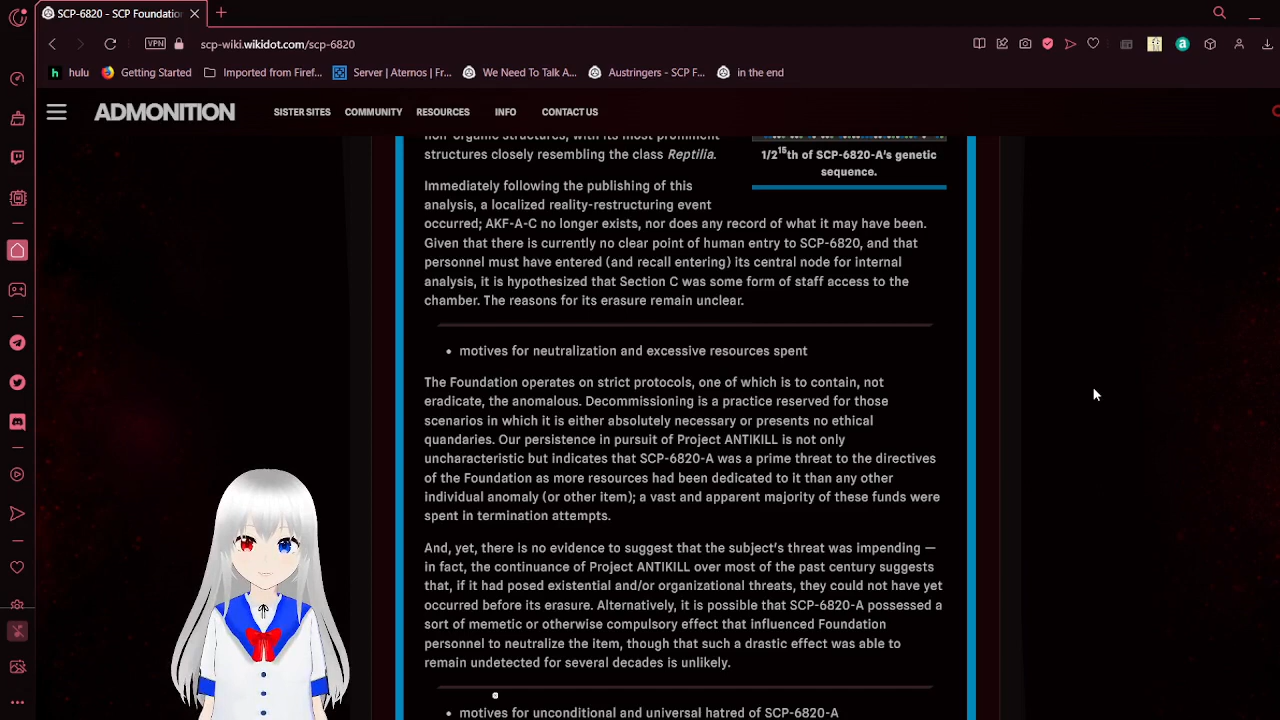 SCP-6820 - SCP Foundation
VPN
scp-wiki.wikidot.com/scp-6820
h hulu
Getting Started
Imported from Firef...
Server | Aternos | Fr...
We Need To Talk A...
Austringers - SCP F...
in the end
ADMONITION
SISTER SITES
COMMUNITY
RESOURCES
INFO
CONTACT US
non-organic structures, with its most prominent
structures closely resembling the class Reptilia.
1/2^15th of SCP-6820-A's genetic
sequence.
Immediately following the publishing of this
analysis, a localized reality-restructuring event
occurred; AKF-A-C no longer exists, nor does any record of what it may have been.
Given that there is currently no clear point of human entry to SCP-6820, and that
personnel must have entered (and recall entering) its central node for internal
analysis, it is hypothesized that Section C was some form of staff access to the
chamber. The reasons for its erasure remain unclear.
• motives for neutralization and excessive resources spent
The Foundation operates on strict protocols, one of which is to contain, not
eradicate, the anomalous. Decommissioning is a practice reserved for those
scenarios in which it is either absolutely necessary or presents no ethical
quandaries. Our persistence in pursuit of Project ANTIKILL is not only
uncharacteristic but indicates that SCP-6820-A was a prime threat to the directives
of the Foundation as more resources had been dedicated to it than any other
individual anomaly (or other item); a vast and apparent majority of these funds were
spent in termination attempts.
And, yet, there is no evidence to suggest that the subject's threat was impending —
in fact, the continuance of Project ANTIKILL over most of the past century suggests
that, if it had posed existential and/or organizational threats, they could not have yet
occurred before its erasure. Alternatively, it is possible that SCP-6820-A possessed a
sort of memetic or otherwise compulsory effect that influenced Foundation
personnel to neutralize the item, though that such a drastic effect was able to
remain undetected for several decades is unlikely.
• motives for unconditional and universal hatred of SCP-6820-A